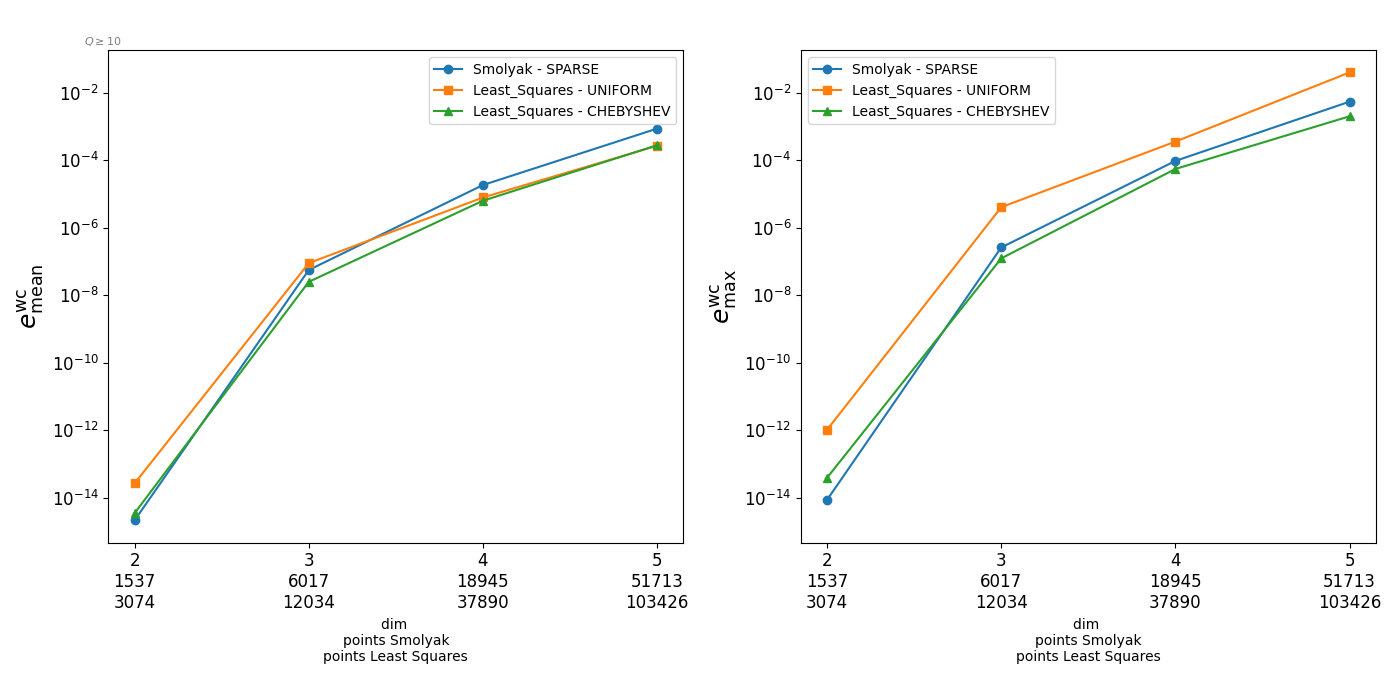 Q ≥ 10
Smolyak - SPARSE
Least_Squares - UNIFORM
Least_Squares - CHEBYSHEV
10⁻²
10⁻⁴
10⁻⁶
10⁻⁸
10⁻¹⁰
10⁻¹²
10⁻¹⁴
e^wc_mean
2 3 4 5
1537 6017 18945 51713
3074 12034 37890 103426
dim
points Smolyak
points Least Squares
Smolyak - SPARSE
Least_Squares - UNIFORM
Least_Squares - CHEBYSHEV
10⁻²
10⁻⁴
10⁻⁶
10⁻⁸
10⁻¹⁰
10⁻¹²
10⁻¹⁴
e^wc_max
2 3 4 5
1537 6017 18945 51713
3074 12034 37890 103426
dim
points Smolyak
points Least Squares